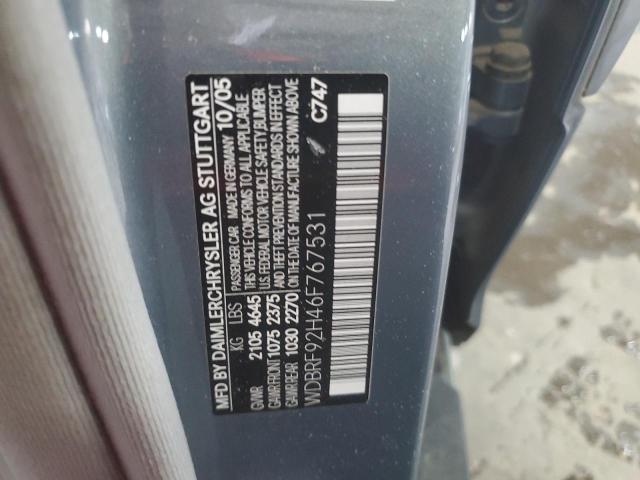 MFD BY DAIMLERCHRYSLER AG STUTTGART
PASSENGER CAR MADE IN GERMANY 10/05
KG LBS THIS VEHICLE CONFORMS TO ALL APPLICABLE
GVWR 2105 4645 U.S. FEDERAL MOTOR VEHICLE SAFETY BUMPER
GAWR FRONT 1075 2375 AND THEFT PREVENTION STANDARDS IN EFFECT
GAWR REAR 1030 2270 ON THE DATE OF MANUFACTURE SHOWN ABOVE
WDBRF92H46F767531 C747